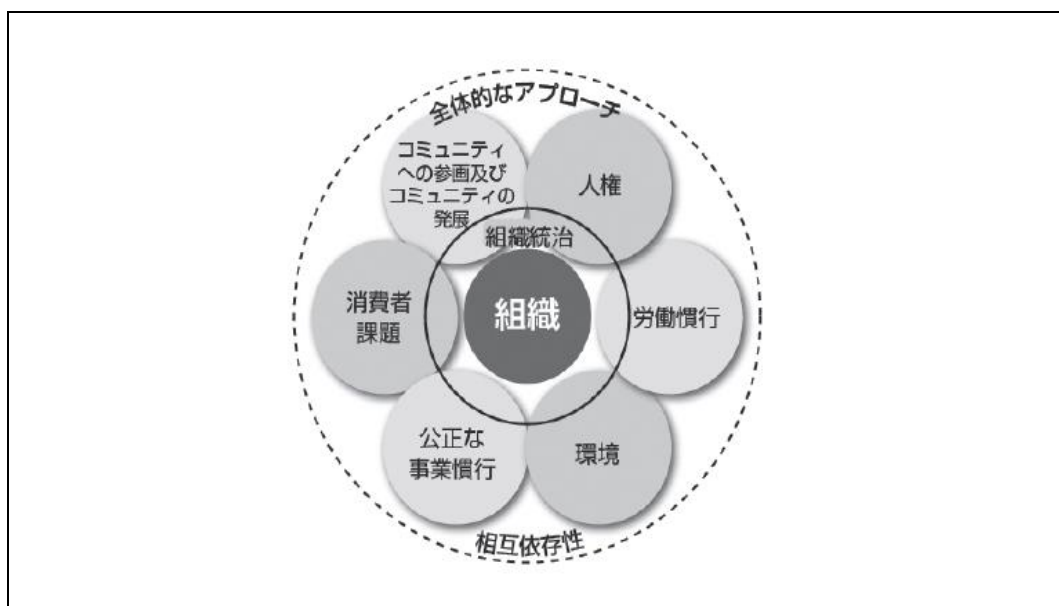 全体的なアプローチ
コミュニティ
への参画及び
コミュニティの
発展
人権
組織統治
組織
消費者
課題
労働慣行
公正な
事業慣行
環境
相互依存性